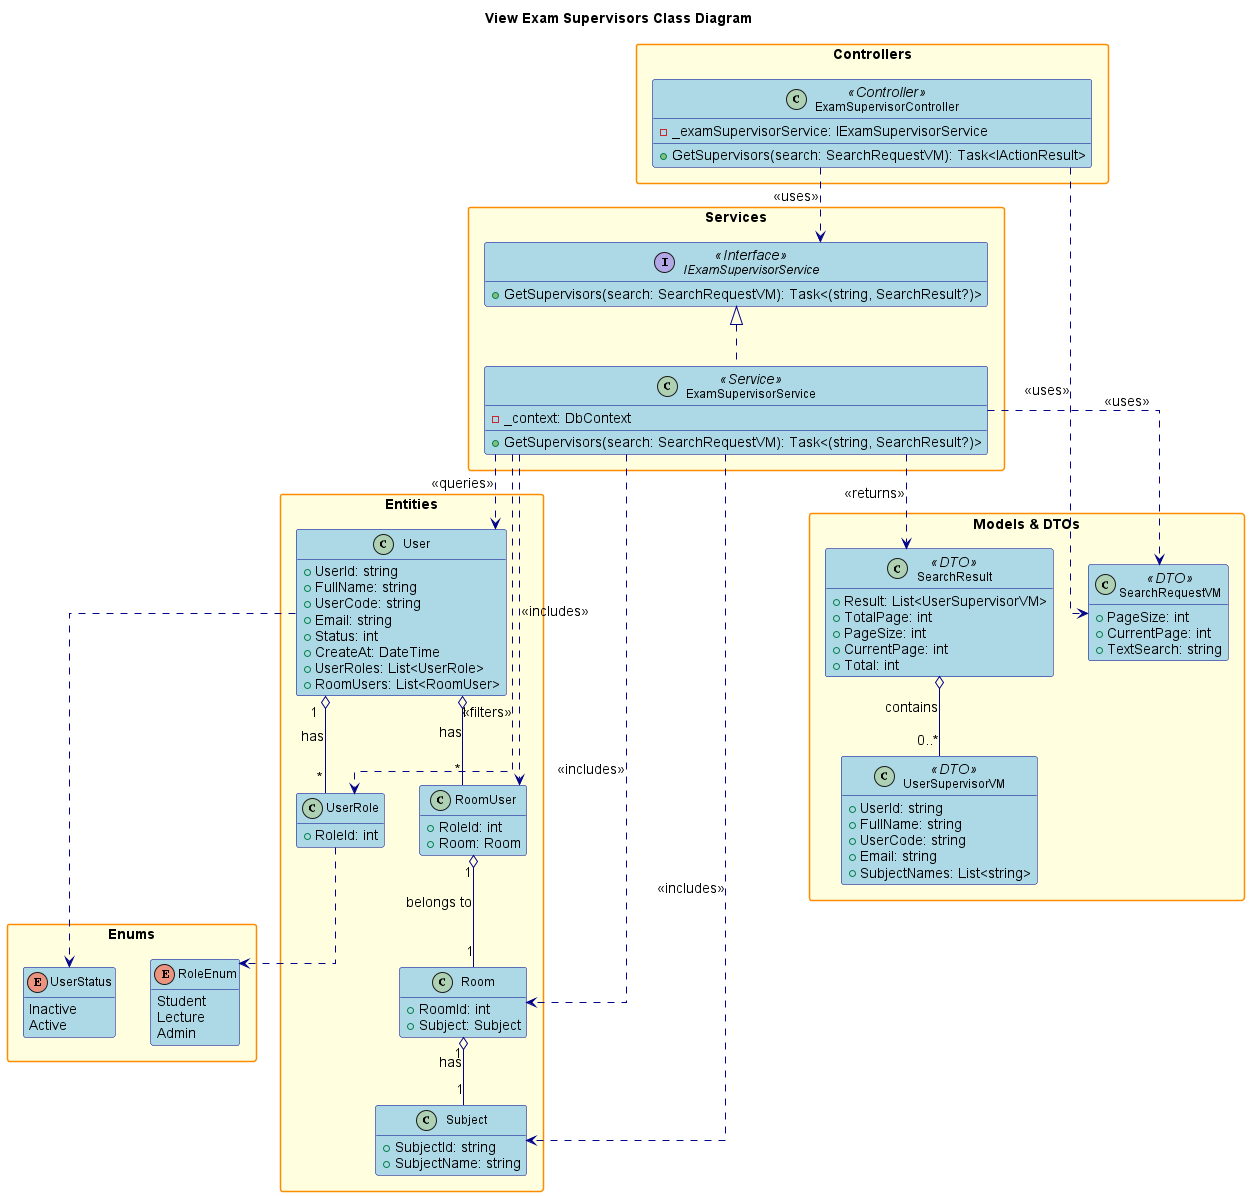 View Exam Supervisors Class Diagram
Controllers
C
«Controller»
ExamSupervisorController
_examSupervisorService: IExamSupervisorService
GetSupervisors(search: SearchRequestVM): Task<IActionResult>
«uses»
Services
I
«Interface»
IExamSupervisorService
GetSupervisors(search: SearchRequestVM): Task<(string, SearchResult?)>
C
«Service»
ExamSupervisorService
_context: DbContext
GetSupervisors(search: SearchRequestVM): Task<(string, SearchResult?)>
«uses»
«uses»
«queries»
«returns»
Entities
C User
UserId: string
FullName: string
UserCode: string
Email: string
Status: int
CreateAt: DateTime
UserRoles: List<UserRole>
RoomUsers: List<RoomUser>
«includes»
Models & DTOs
C
«DTO»
SearchResult
Result: List<UserSupervisorVM>
TotalPage: int
PageSize: int
CurrentPage: int
Total: int
C
«DTO»
SearchRequestVM
PageSize: int
CurrentPage: int
TextSearch: string
1
has
*
1
has
*
«filters»
contains
0..*
C
«DTO»
UserSupervisorVM
UserId: string
FullName: string
UserCode: string
Email: string
SubjectNames: List<string>
«includes»
C UserRole
RoleId: int
C RoomUser
RoleId: int
Room: Room
1
belongs to
1
«includes»
Enums
E UserStatus
Inactive
Active
E RoleEnum
Student
Lecture
Admin
C Room
RoomId: int
Subject: Subject
1
has
1
C Subject
SubjectId: string
SubjectName: string